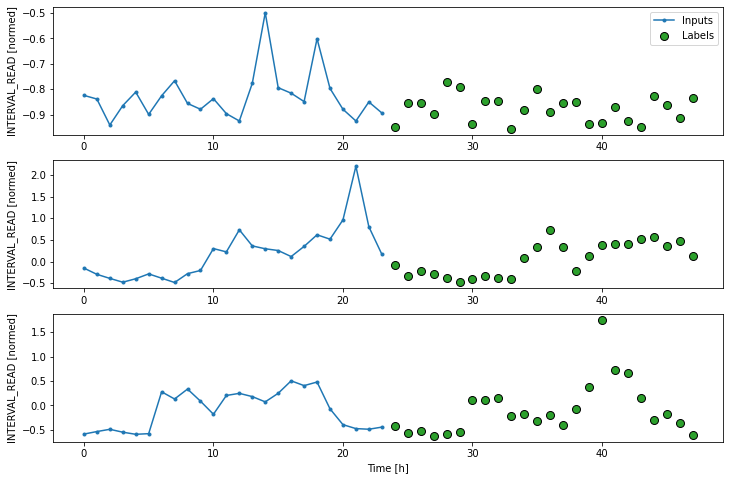 INTERVAL_READ [normed]
−0.5
−0.6
−0.7
−0.8
−0.9
Inputs
Labels
0 10 20 30 40
INTERVAL_READ [normed]
2.0
1.5
1.0
0.5
0.0
−0.5
0 10 20 30 40
INTERVAL_READ [normed]
1.5
1.0
0.5
0.0
−0.5
0 10 20 30 40
Time [h]